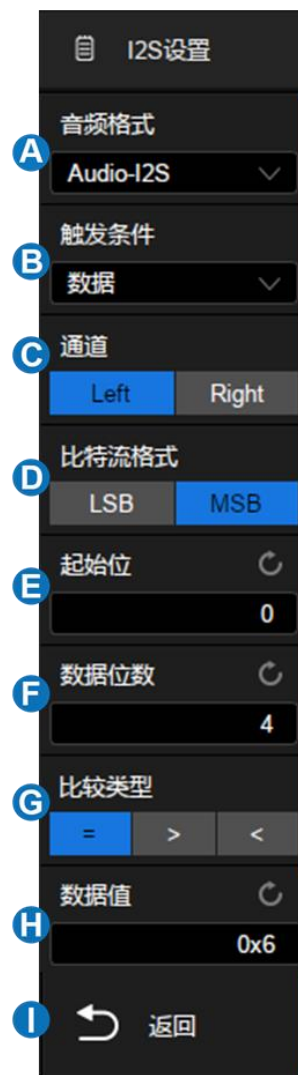 I2S设置
音频格式
A
Audio-I2S
触发条件
B
数据
通道
C
Left Right
比特流格式
D
LSB MSB
起始位
E
0
数据位数
F
4
比较类型
G
= > <
数据值
H
0x6
I 返回